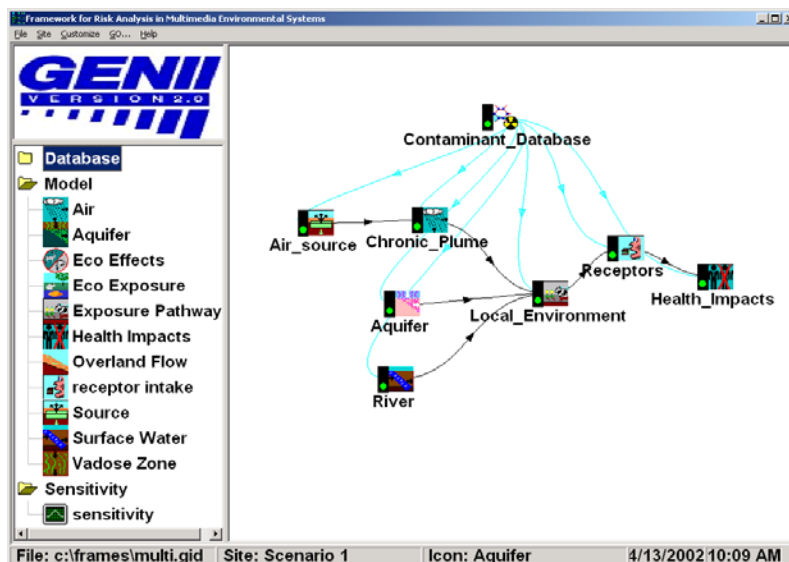 Framework for Risk Analysis in Multimedia Environmental Systems
File Site Customize GO... Help
GENII
VERSION 2.0
Database
Model
Air
Aquifer
Eco Effects
Eco Exposure
Exposure Pathway
Health Impacts
Overland Flow
receptor intake
Source
Surface Water
Vadose Zone
Sensitivity
sensitivity
Contaminant_Database
Air_source
Chronic_Plume
Receptors
Health_Impacts
Aquifer
Local_Environment
River
File: c:\frames\multi.gid Site: Scenario 1 Icon: Aquifer 4/13/2002 10:09 AM